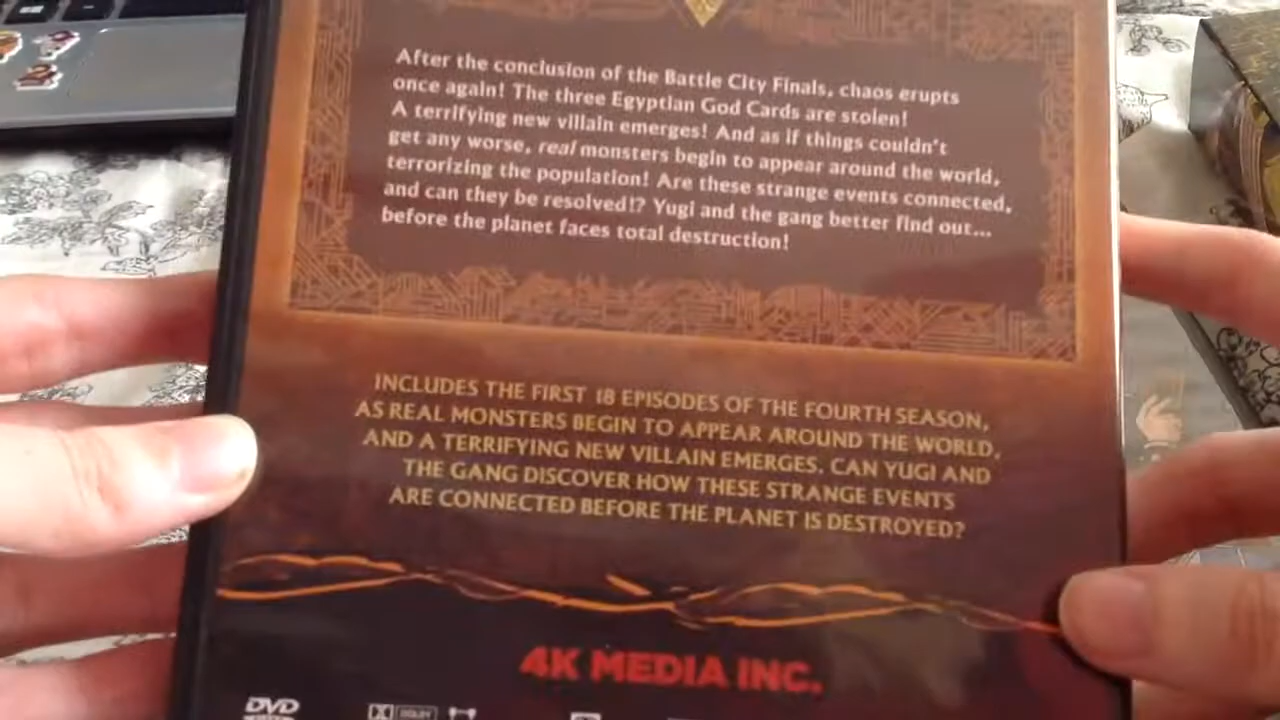 After the conclusion of the Battle City Finals, chaos erupts
once again! The three Egyptian God Cards are stolen!
A terrifying new villain emerges! And as if things couldn't
get any worse, real monsters begin to appear around the world,
terrorizing the population! Are these strange events connected,
and can they be resolved!? Yugi and the gang better find out...
before the planet faces total destruction!
INCLUDES THE FIRST 18 EPISODES OF THE FOURTH SEASON,
AS REAL MONSTERS BEGIN TO APPEAR AROUND THE WORLD,
AND A TERRIFYING NEW VILLAIN EMERGES. CAN YUGI AND
THE GANG DISCOVER HOW THESE STRANGE EVENTS
ARE CONNECTED BEFORE THE PLANET IS DESTROYED?
4K MEDIA INC.
DVD
DOLBY